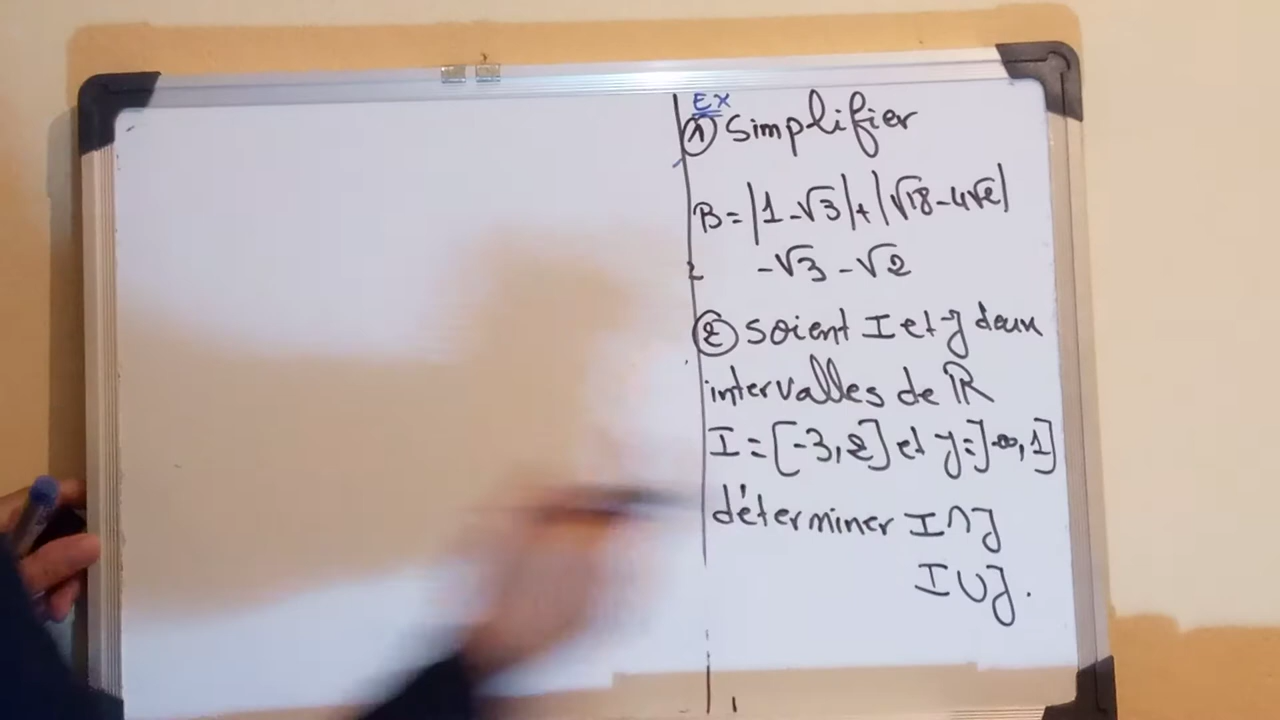 Ex
① Simplifier
B = |1 - √3| + |√18 - 4√2|
- √3 - √2
② soient I et J deux
intervalles de ℝ
I = [-3, 2] et J = ]-∞, 1]
déterminer I ∩ J
I ∪ J.